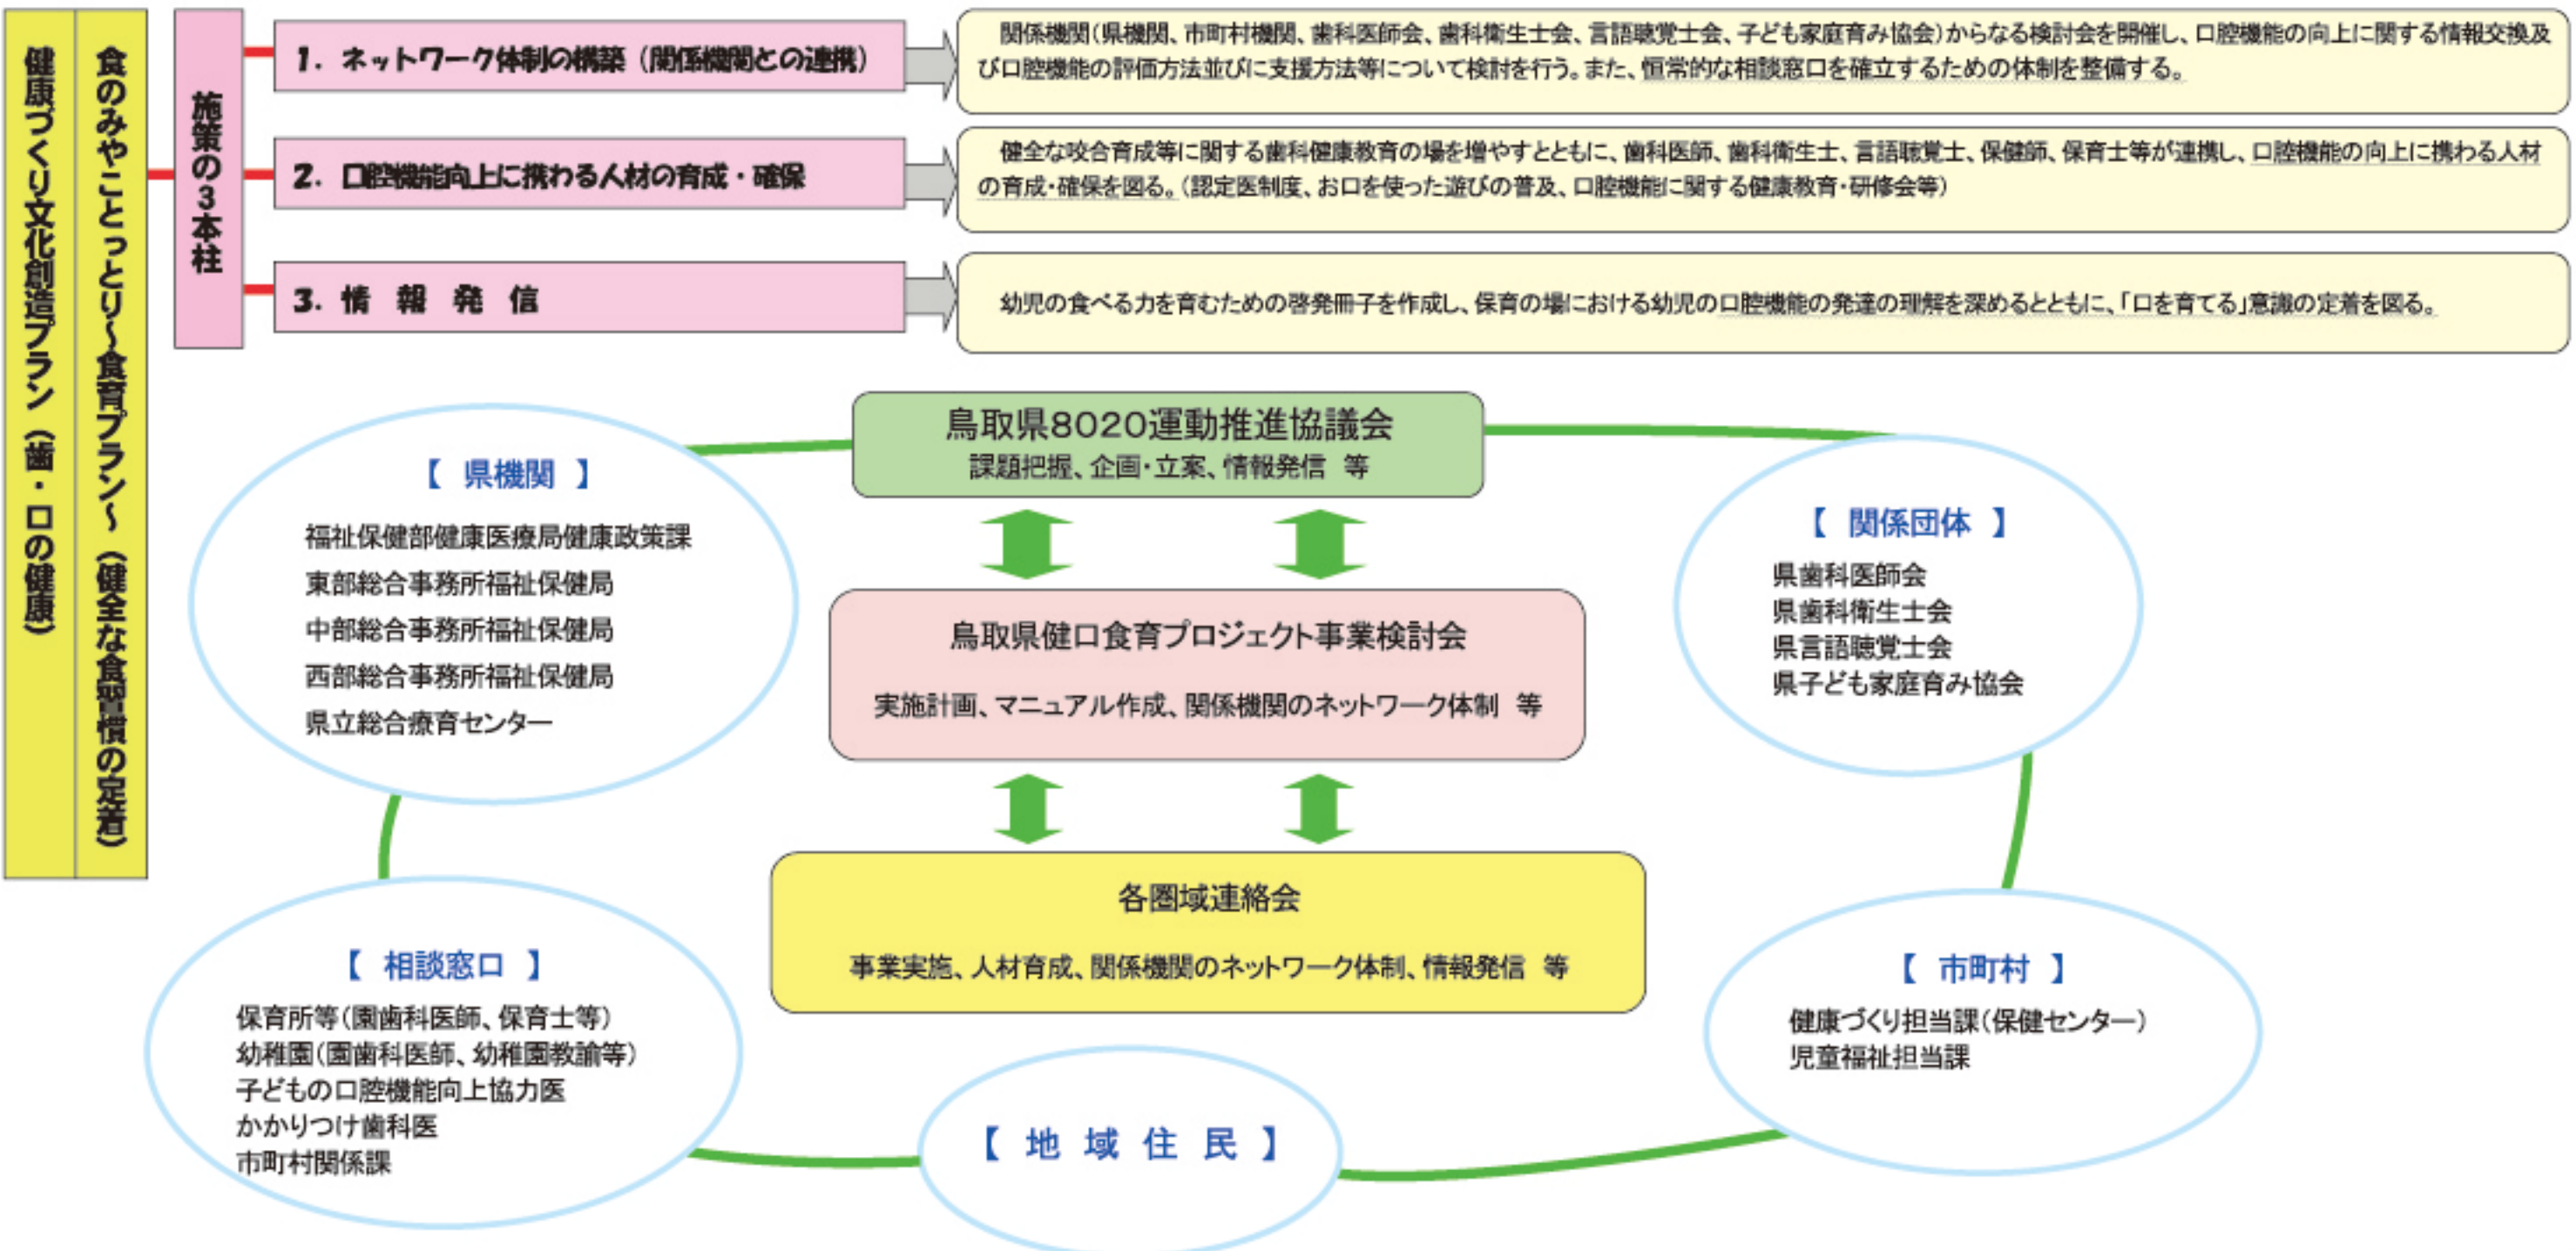 健康づくり文化創造プラン（歯・口の健康）
食のみやことっとり～食育プラン～（健全な食習慣の定着）
施策の3本柱
1．ネットワーク体制の構築（関係機関との連携）
関係機関（県機関、市町村機関、歯科医師会、歯科衛生士会、言語聴覚士会、子ども家庭育み協会）からなる検討会を開催し、口腔機能の向上に関する情報交換及
び口腔機能の評価方法並びに支援方法等について検討を行う。また、恒常的な相談窓口を確立するための体制を整備する。
2．口腔機能向上に携わる人材の育成・確保
健全な咬合育成等に関する歯科健康教育の場を増やすとともに、歯科医師、歯科衛生士、言語聴覚士、保健師、保育士等が連携し、口腔機能の向上に携わる人材
の育成・確保を図る。（認定医制度、お口を使った遊びの普及、口腔機能に関する健康教育・研修会等）
3．情 報 発 信
幼児の食べる力を育むための啓発冊子を作成し、保育の場における幼児の口腔機能の発達の理解を深めるとともに、「口を育てる」意識の定着を図る。
鳥取県8020運動推進協議会
課題把握、企画・立案、情報発信 等
【 県機関 】
福祉保健部健康医療局健康政策課
東部総合事務所福祉保健局
中部総合事務所福祉保健局
西部総合事務所福祉保健局
県立総合療育センター
鳥取県健口食育プロジェクト事業検討会
実施計画、マニュアル作成、関係機関のネットワーク体制 等
【 関係団体 】
県歯科医師会
県歯科衛生士会
県言語聴覚士会
県子ども家庭育み協会
各圏域連絡会
事業実施、人材育成、関係機関のネットワーク体制、情報発信 等
【 相談窓口 】
保育所等（園歯科医師、保育士等）
幼稚園（園歯科医師、幼稚園教諭等）
子どもの口腔機能向上協力医
かかりつけ歯科医
市町村関係課
【 市町村 】
健康づくり担当課（保健センター）
児童福祉担当課
【 地 域 住 民 】